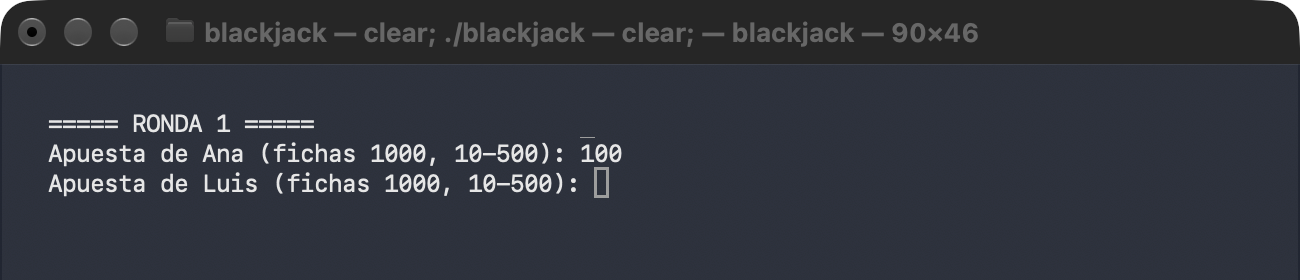 blackjack — clear; ./blackjack — clear; — blackjack — 90×46
===== RONDA 1 =====
Apuesta de Ana (fichas 1000, 10-500): 100
Apuesta de Luis (fichas 1000, 10-500):